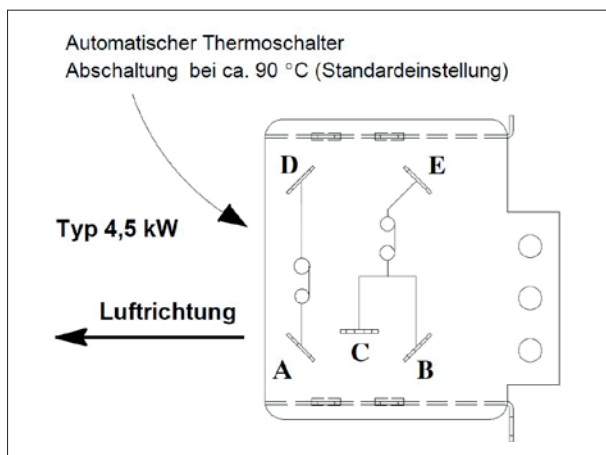 Automatischer Thermoschalter
Abschaltung bei ca. 90 °C (Standardeinstellung)
D
E
Typ 4,5 kW
Luftrichtung
A
C
B